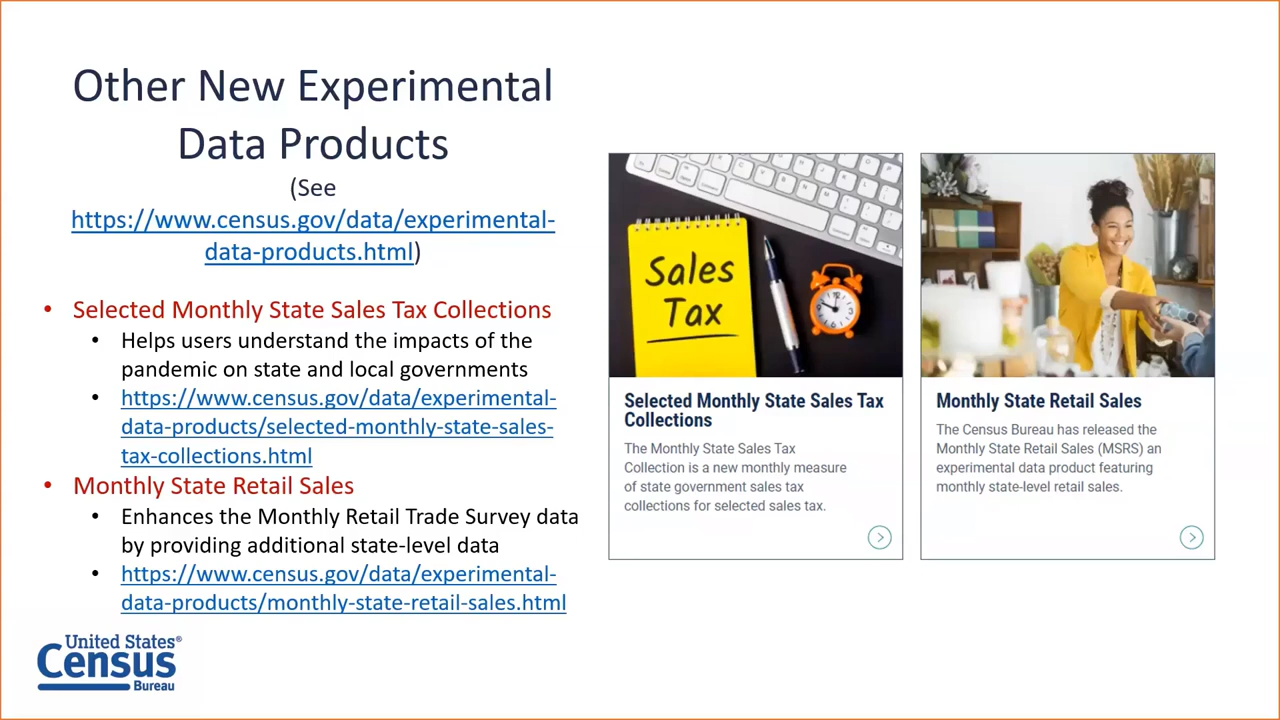 Other New Experimental
Data Products
(See
https://www.census.gov/data/experimental-
data-products.html)
• Selected Monthly State Sales Tax Collections
• Helps users understand the impacts of the
pandemic on state and local governments
• https://www.census.gov/data/experimental-
data-products/selected-monthly-state-sales-
tax-collections.html
• Monthly State Retail Sales
• Enhances the Monthly Retail Trade Survey data
by providing additional state-level data
• https://www.census.gov/data/experimental-
data-products/monthly-state-retail-sales.html
Sales
Tax
Selected Monthly State Sales Tax
Collections
The Monthly State Sales Tax
Collection is a new monthly measure
of state government sales tax
collections for selected sales tax.
Monthly State Retail Sales
The Census Bureau has released the
Monthly State Retail Sales (MSRS) an
experimental data product featuring
monthly state-level retail sales.
United States®
Census
Bureau